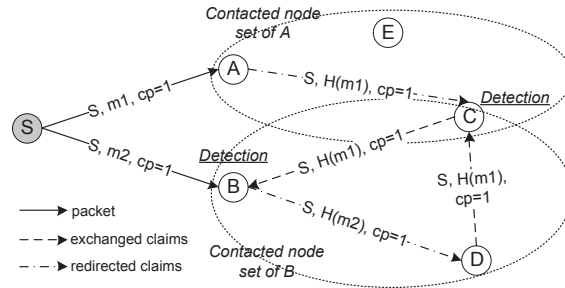 Contacted node
set of A
E
A
S, m1, cp=1
S, H(m1), cp=1
Detection
C
S
S, m2, cp=1
Detection
S, H(m1), cp=1
B
S, H(m1),
cp=1
S, H(m2), cp=1
packet
exchanged claims
redirected claims
Contacted node
set of B
D